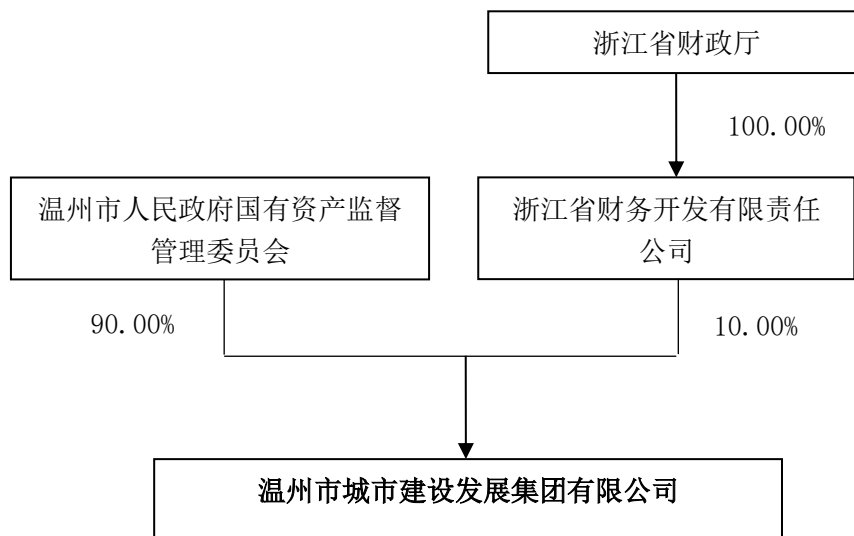 浙江省财政厅
100.00%
温州市人民政府国有资产监督
管理委员会
浙江省财务开发有限责任
公司
90.00%
10.00%
温州市城市建设发展集团有限公司